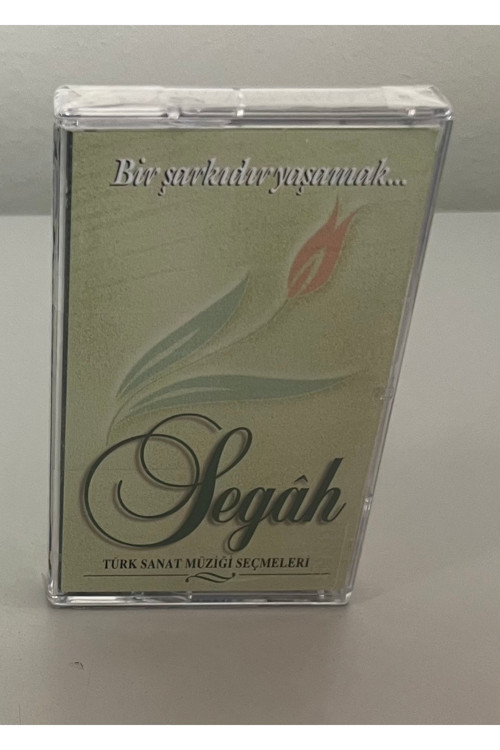 Bir şarkıdır yaşamak...
Segâh
TÜRK SANAT MÜZİĞİ SEÇMELERİ